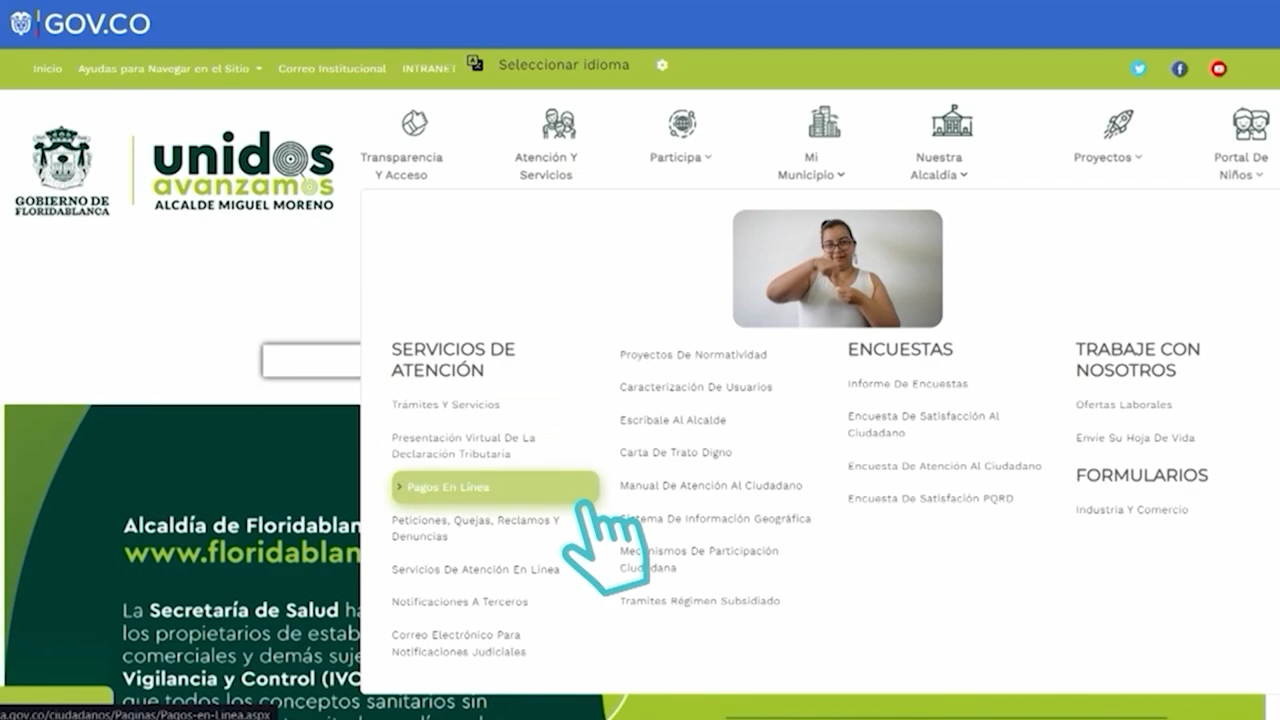 GOV.CO
Inicio
Ayudas para Navegar en el Sitio
Correo Institucional
INTRANET
Seleccionar idioma
GOBIERNO DE
FLORIDABLANCA
unidos
avanzamos
ALCALDE MIGUEL MORENO
Transparencia
Y Acceso
Atención Y
Servicios
Participa
Mi
Municipio
Nuestra
Alcaldía
Proyectos
Portal De
Niños
SERVICIOS DE
ATENCIÓN
Trámites Y Servicios
Presentación Virtual De La
Declaración Tributaria
Pagos En Línea
Peticiones, Quejas, Reclamos Y
Denuncias
Servicios De Atención En Línea
Notificaciones A Terceros
Correo Electrónico Para
Notificaciones Judiciales
Proyectos De Normatividad
Caracterización De Usuarios
Escríbale Al Alcalde
Carta De Trato Digno
Manual De Atención Al Ciudadano
Sistema De Información Geográfica
Mecanismos De Participación
Ciudadana
Tramites Régimen Subsidiado
ENCUESTAS
Informe De Encuestas
Encuesta De Satisfacción Al
Ciudadano
Encuesta De Atención Al Ciudadano
Encuesta De Satisfación PQRD
TRABAJE CON
NOSOTROS
Ofertas Laborales
Envíe Su Hoja De Vida
FORMULARIOS
Industria Y Comercio
Alcaldía de Floridablan
www.floridablan
La Secretaría de Salud ha
los propietarios de estab
comerciales y demás suje
Vigilancia y Control (IVC
que todos los conceptos sanitarios sin
a.gov.co/ciudadanos/Paginas/Pagos-en-Linea.aspx